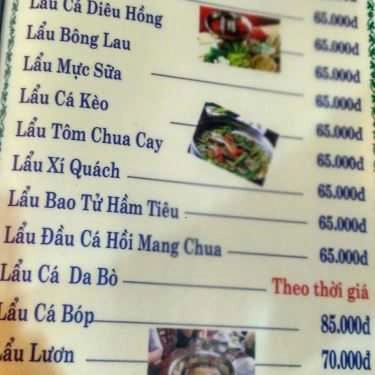 Lẩu Cá Diêu Hồng 65.000đ
Lẩu Bông Lau 65.000đ
Lẩu Mực Sữa 65.000đ
Lẩu Cá Kèo 65.000đ
Lẩu Tôm Chua Cay 65.000đ
Lẩu Xí Quách 65.000đ
Lẩu Bao Tử Hầm Tiêu 65.000đ
Lẩu Đầu Cá Hồi Mang Chua 65.000đ
Lẩu Cá Da Bò Theo thời giá
Lẩu Cá Bóp 85.000đ
Lẩu Lươn 70.000đ